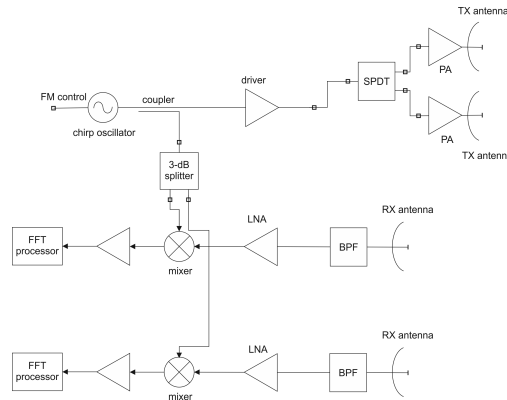 TX antenna
driver
SPDT
PA
FM control
coupler
chirp oscillator
PA
TX antenn
3-dB
splitter
LNA
RX antenna
FFT
processor
BPF
mixer
RX antenna
LNA
FFT
processor
BPF
mixer